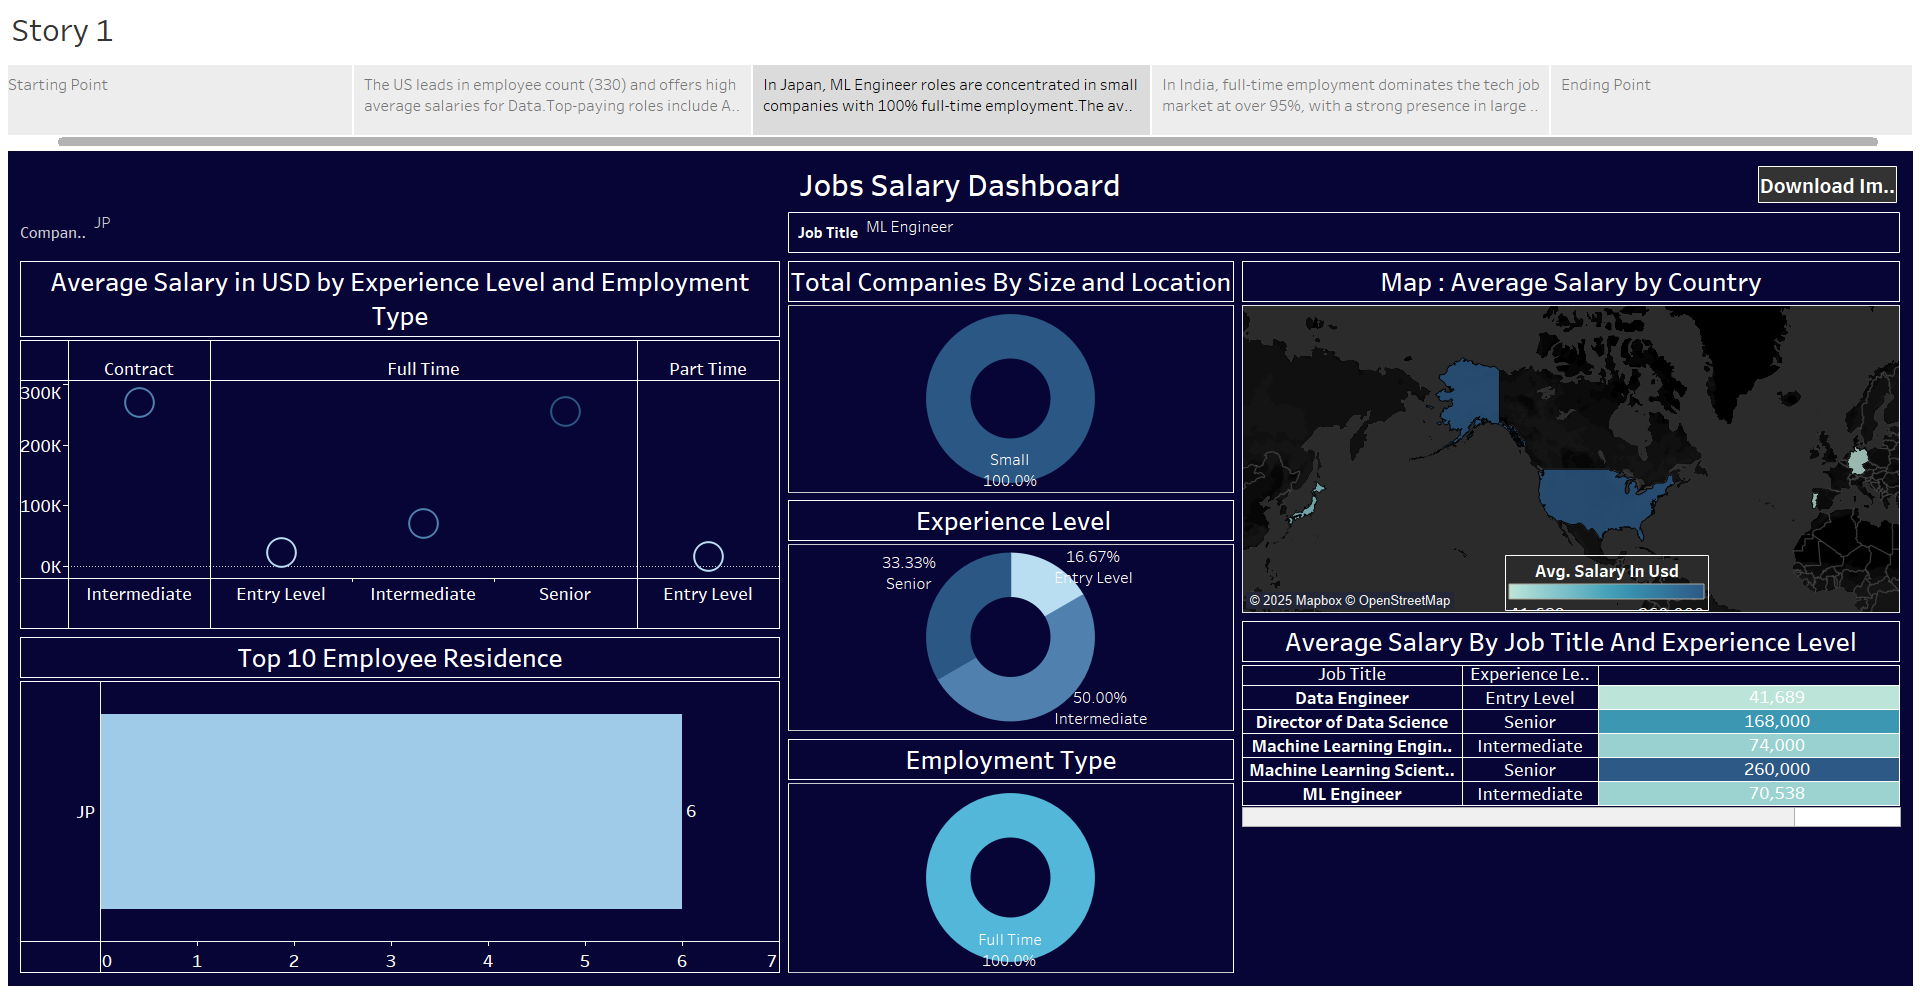 Story 1
Starting Point
The US leads in employee count (330) and offers high
average salaries for Data.Top-paying roles include A..
In Japan, ML Engineer roles are concentrated in small
companies with 100% full-time employment.The av..
In India, full-time employment dominates the tech job
market at over 95%, with a strong presence in large ..
Ending Point
Jobs Salary Dashboard
Download Im..
Compan.. JP
Job Title ML Engineer
Average Salary in USD by Experience Level and Employment
Type
Contract Full Time Part Time
300K
200K
100K
0K
Intermediate Entry Level Intermediate Senior Entry Level
Top 10 Employee Residence
JP
6
0 1 2 3 4 5 6 7
Total Companies By Size and Location
Small
100.0%
Experience Level
33.33%
Senior
16.67%
Entry Level
50.00%
Intermediate
Employment Type
Full Time
100.0%
Map : Average Salary by Country
Avg. Salary In Usd
© 2025 Mapbox © OpenStreetMap
Average Salary By Job Title And Experience Level
Job Title Experience Le..
Data Engineer Entry Level 41,689
Director of Data Science Senior 168,000
Machine Learning Engin.. Intermediate 74,000
Machine Learning Scient.. Senior 260,000
ML Engineer Intermediate 70,538